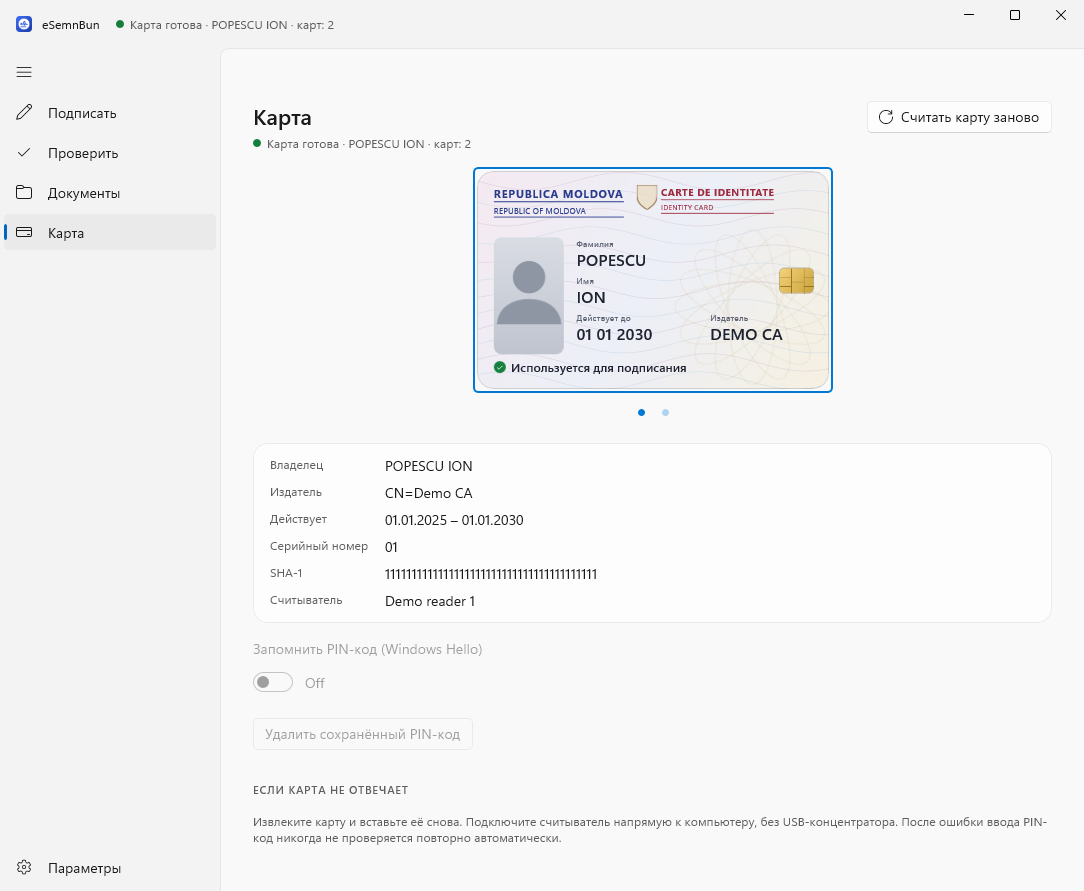 eSemnBun
Карта готова · POPESCU ION · карт: 2
Подписать
Проверить
Документы
Карта
Параметры
Карта
Карта готова · POPESCU ION · карт: 2
Считать карту заново
REPUBLICA MOLDOVA
REPUBLIC OF MOLDOVA
CARTE DE IDENTITATE
IDENTITY CARD
Фамилия
POPESCU
Имя
ION
Действует до
01 01 2030
Издатель
DEMO CA
Используется для подписания
Владелец POPESCU ION
Издатель CN=Demo CA
Действует 01.01.2025 – 01.01.2030
Серийный номер 01
SHA-1 1111111111111111111111111111111111111111
Считыватель Demo reader 1
Запомнить PIN-код (Windows Hello)
Off
Удалить сохранённый PIN-код
ЕСЛИ КАРТА НЕ ОТВЕЧАЕТ
Извлеките карту и вставьте её снова. Подключите считыватель напрямую к компьютеру, без USB-концентратора. После ошибки ввода PIN-
код никогда не проверяется повторно автоматически.